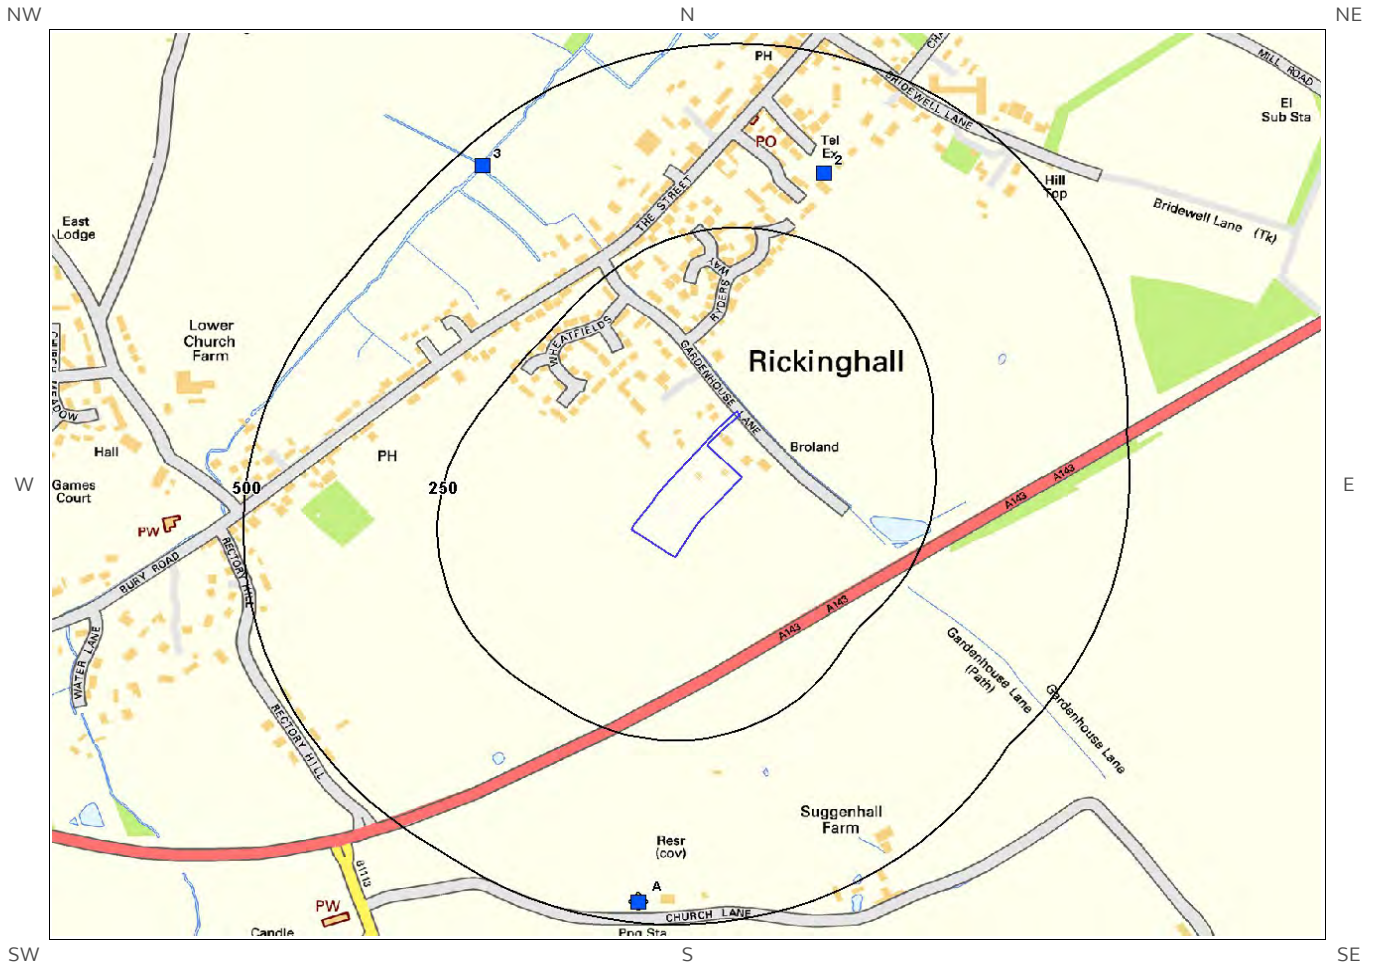 NW
N
NE
PH
CHA
MILL ROAD
BRIDEWELL LANE
El
Sub Sta
PO
Tel
Ex
2
3
Hill
Top
THE STREET
Bridewell Lane (Tk)
East
Lodge
WAY
RYDERS
Lower
Church
Farm
WHEATFIELDS
GARDENHOUSE LANE
Rickinghall
MEADOW
Hall
PH
Broland
W
Games
Court
500
250
A143
A143
E
PW
BURY ROAD
RECTORY HILL
A143
A143
WATER LANE
Gardenhouse Lane
(Path)
Gardenhouse Lane
RECTORY HILL
Suggenhall
Farm
Resr
(cov)
B1113
A
PW
CHURCH LANE
Candle
Ppg Sta
SW
S
SE